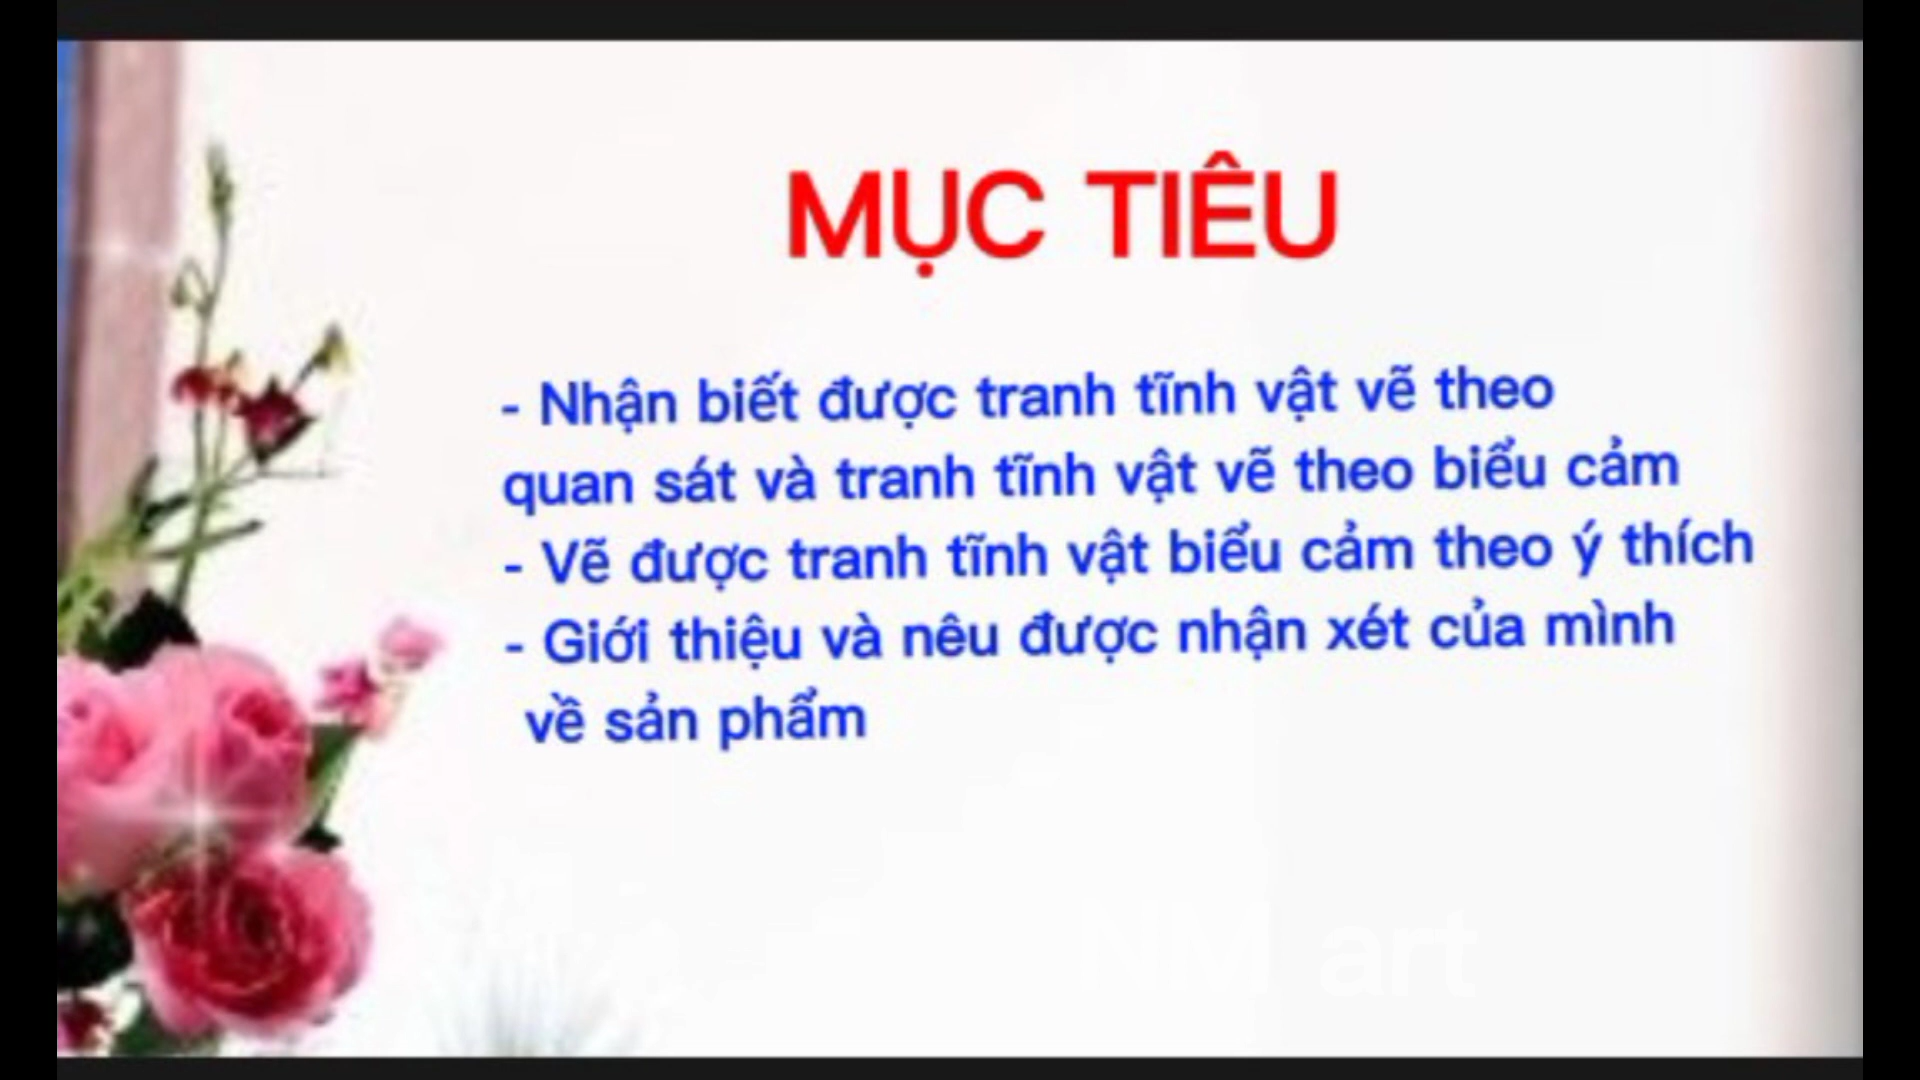 MỤC TIÊU
- Nhận biết được tranh tĩnh vật vẽ theo
quan sát và tranh tĩnh vật vẽ theo biểu cảm
- Vẽ được tranh tĩnh vật biểu cảm theo ý thích
- Giới thiệu và nêu được nhận xét của mình
về sản phẩm
NM art